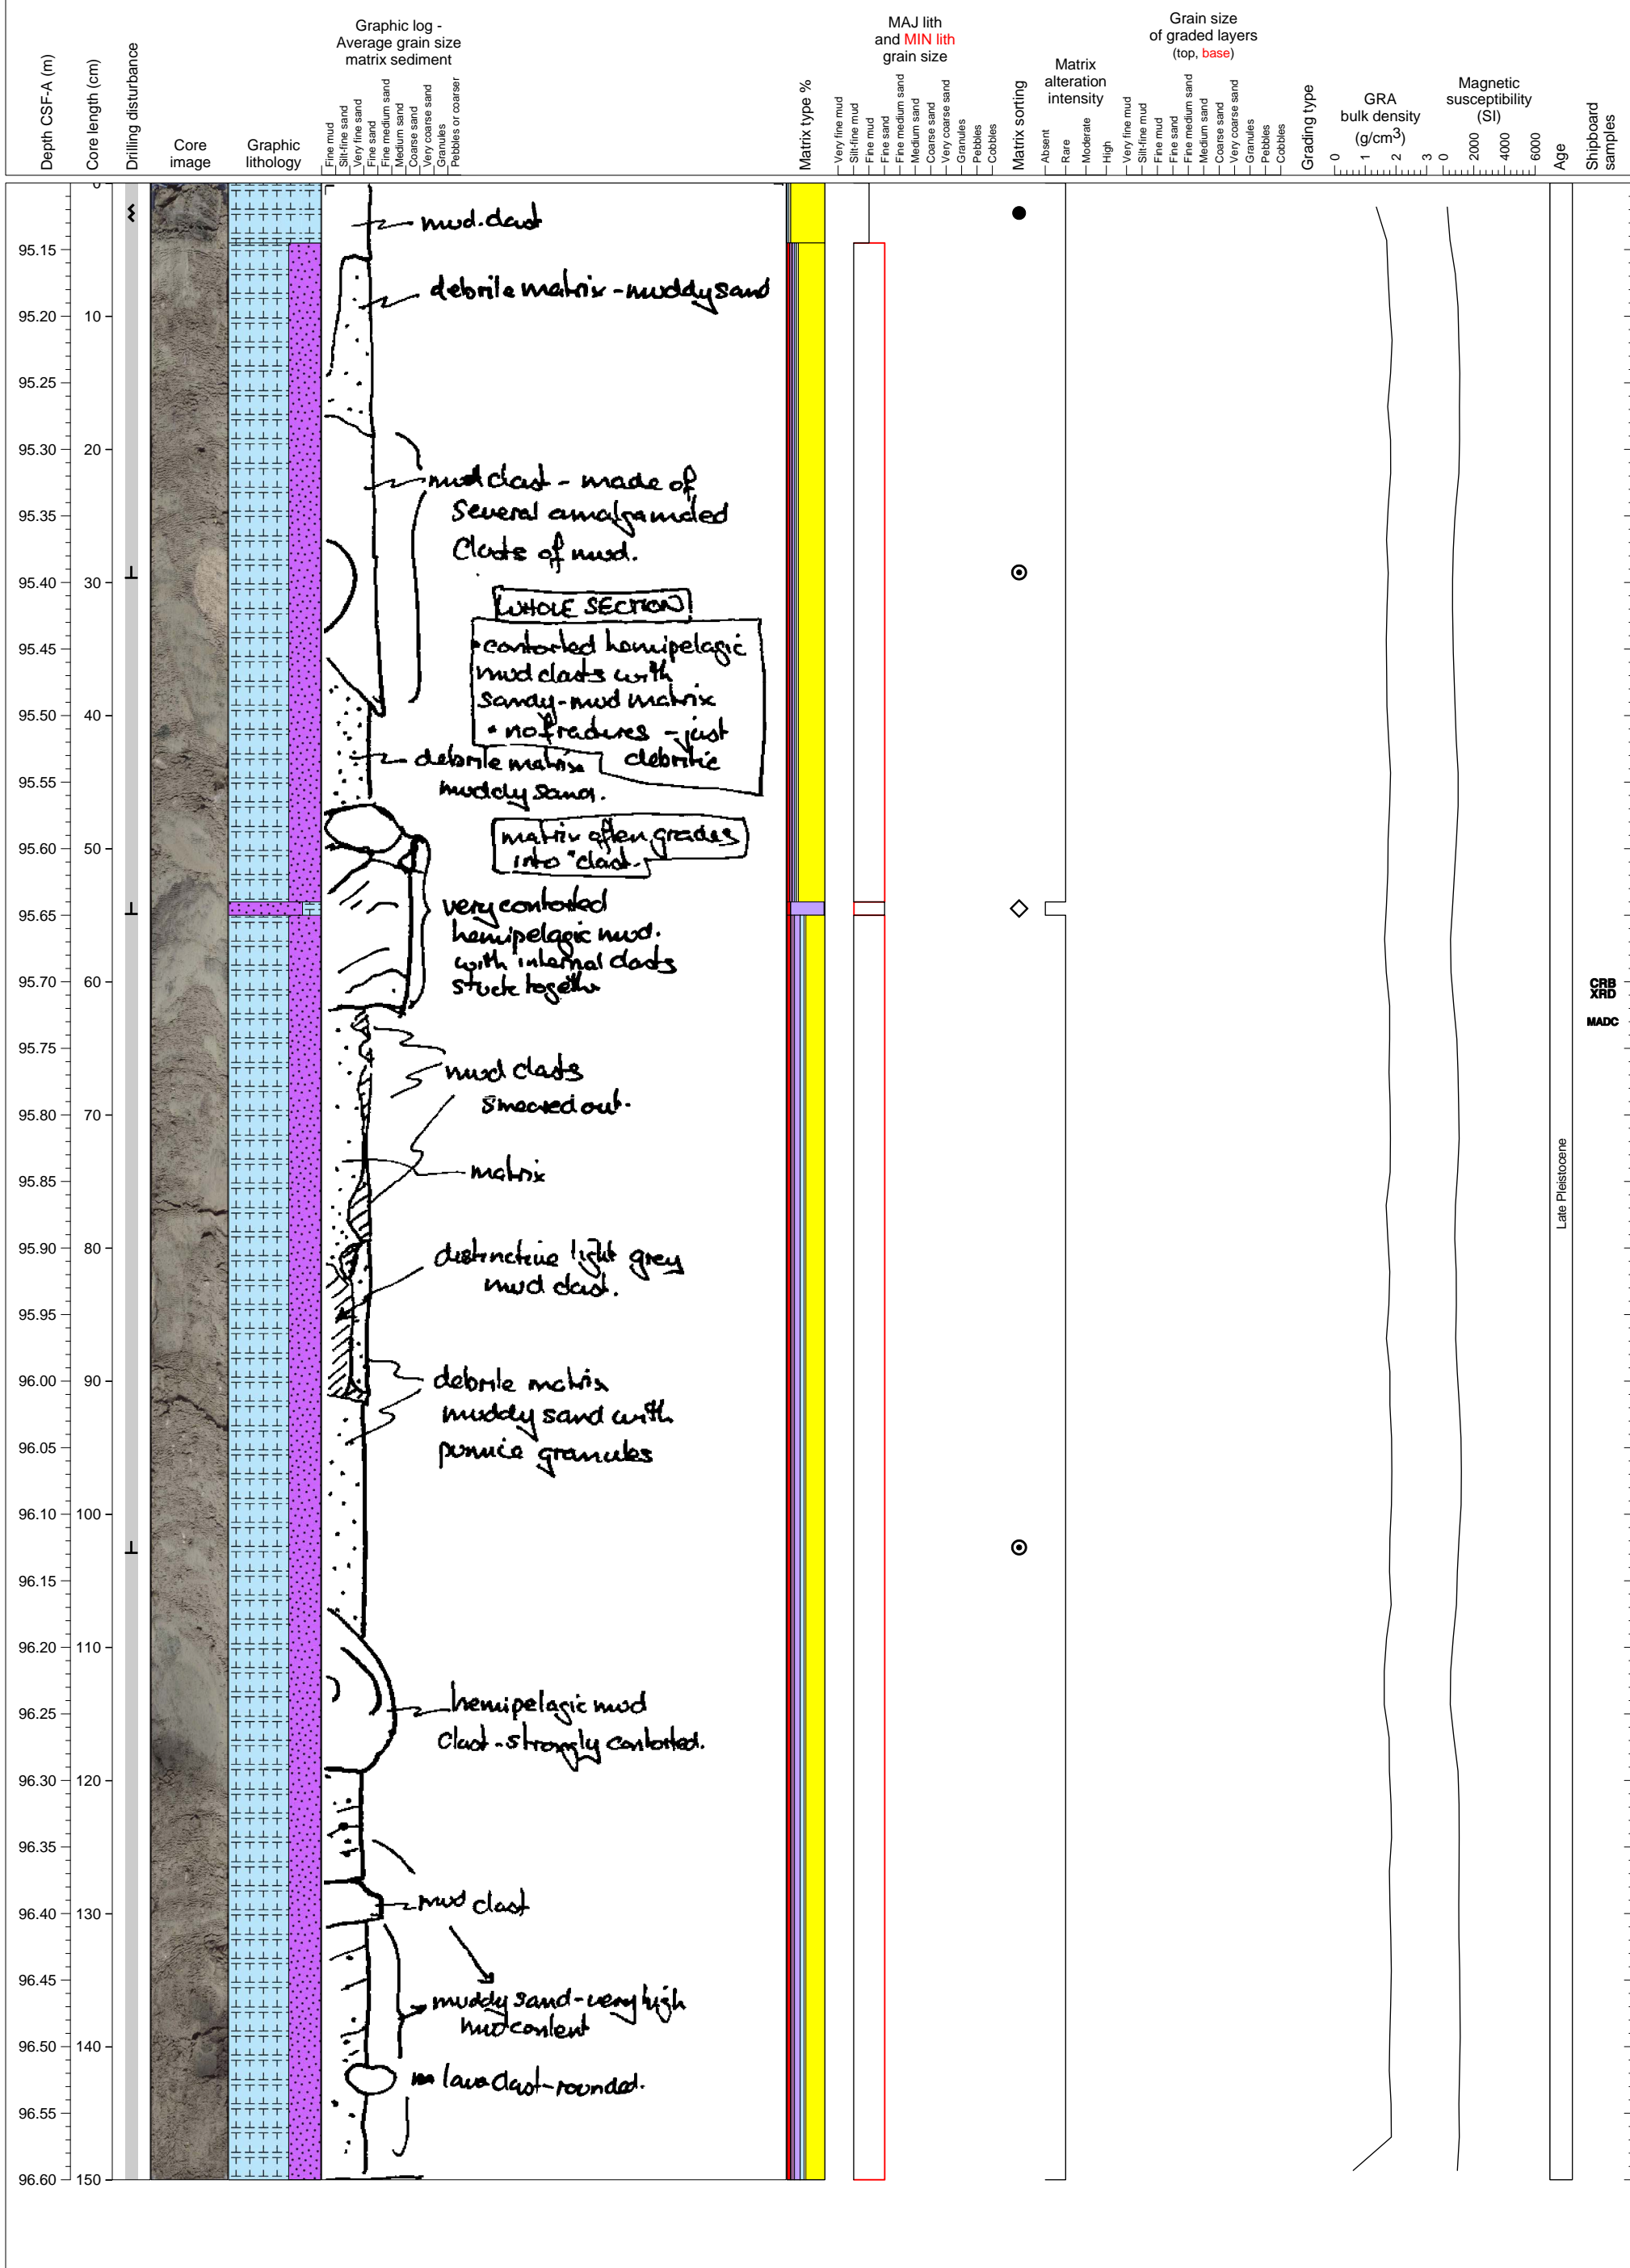 Depth CSF-A (m)
Core length (cm)
Drilling disturbance
Core
image
Graphic
lithology
Graphic log -
Average grain size
matrix sediment
Fine mud
Silt-fine sand
Very fine sand
Fine sand
Fine medium sand
Medium sand
Coarse sand
Very coarse sand
Granules
Pebbles or coarser
Matrix type %
MAJ lith
and MIN lith
grain size
Very fine mud
Silt-fine mud
Fine mud
Fine sand
Fine medium sand
Medium sand
Coarse sand
Very coarse sand
Granules
Pebbles
Cobbles
Matrix sorting
Matrix
alteration
intensity
Absent
Rare
Moderate
High
Grain size
of graded layers
(top, base)
Very fine mud
Silt-fine mud
Fine mud
Fine sand
Fine medium sand
Medium sand
Coarse sand
Very coarse sand
Granules
Pebbles
Cobbles
Grading type
GRA
bulk density
(g/cm3)
0 1 2 3
Magnetic
susceptibility
(SI)
0 2000 4000 6000
Age
Shipboard
samples
0
mud clast
95.15
debrite matrix - muddy sand
95.20 10
95.25
95.30 20
mud clast - made of
several amalgamated
Clasts of mud.
95.35
95.40 30
WHOLE SECTION
• contorted hemipelagic
mud clasts with
sandy-mud matrix
• no fractures - just
debritic
95.45
95.50 40
debrite matrix
muddy sand.
95.55
matrix often grades
into "clast"
95.60 50
very contorted
hemipelagic mud.
with internal clasts
stuck together
95.65
95.70 60
CRB
XRD
MADC
95.75
mud clasts
smeared out.
95.80 70
matrix
95.85
Late Pleistocene
95.90 80
distinctive light grey
mud clast.
95.95
96.00 90
debrite matrix
muddy sand with
pumice granules
96.05
96.10 100
96.15
96.20 110
hemipelagic mud
Clast - strongly contorted.
96.25
96.30 120
96.35
mud clast
96.40 130
96.45
muddy sand - very high
mud content
96.50 140
lava clast - rounded.
96.55
96.60 150